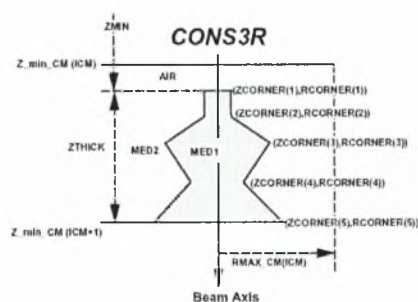 ZMIN
CONS3R
Z_min_CM (ICM)
AIR
(ZCORNER(1),RCORNER(1))
(ZCORNER(2),RCORNER(2))
ZTHICK
MED2
MED1
(ZCORNER(3),RCORNER(3))
(ZCORNER(4),RCORNER(4))
Z_min_CM (ICM+1)
(ZCORNER(5),RCORNER(5))
RMAX_CM(ICM)
Beam Axis